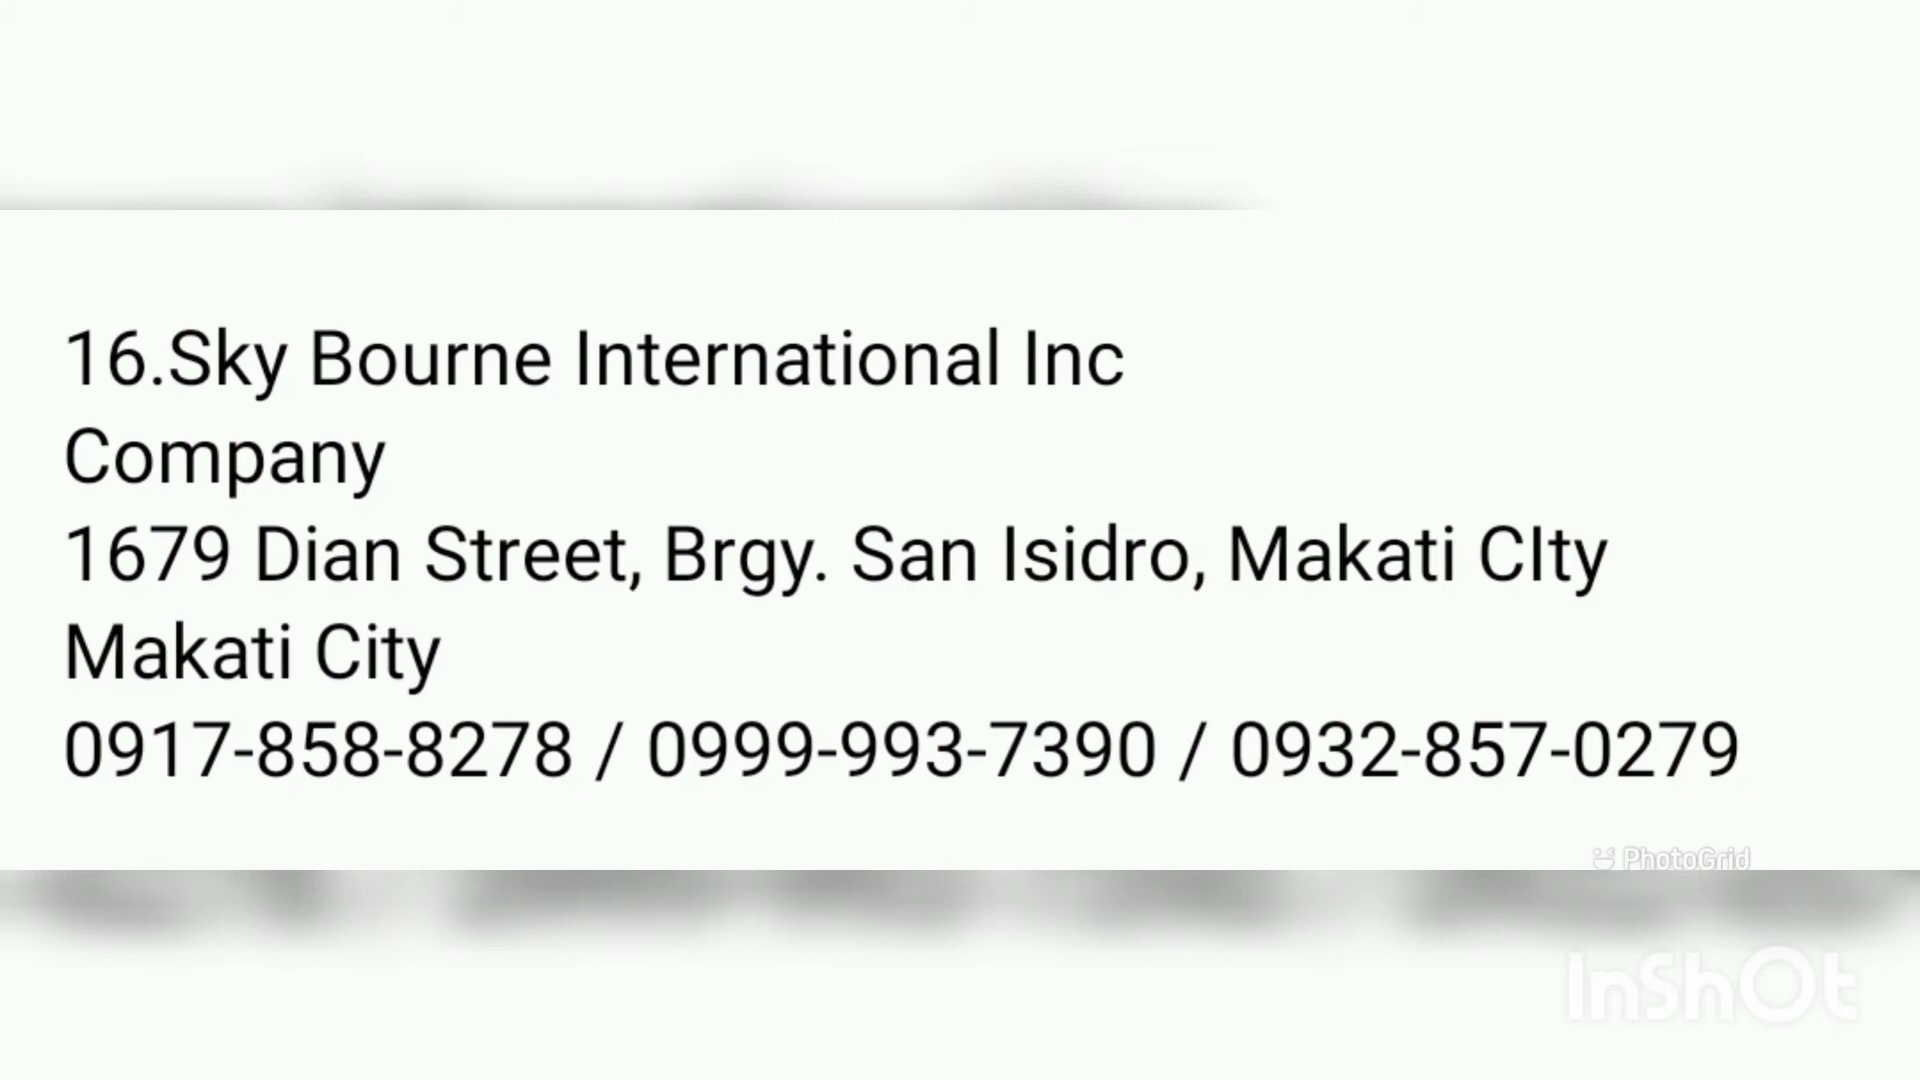 16.Sky Bourne International Inc
Company
1679 Dian Street, Brgy. San Isidro, Makati CIty
Makati City
0917-858-8278 / 0999-993-7390 / 0932-857-0279
PhotoGrid
InShOt